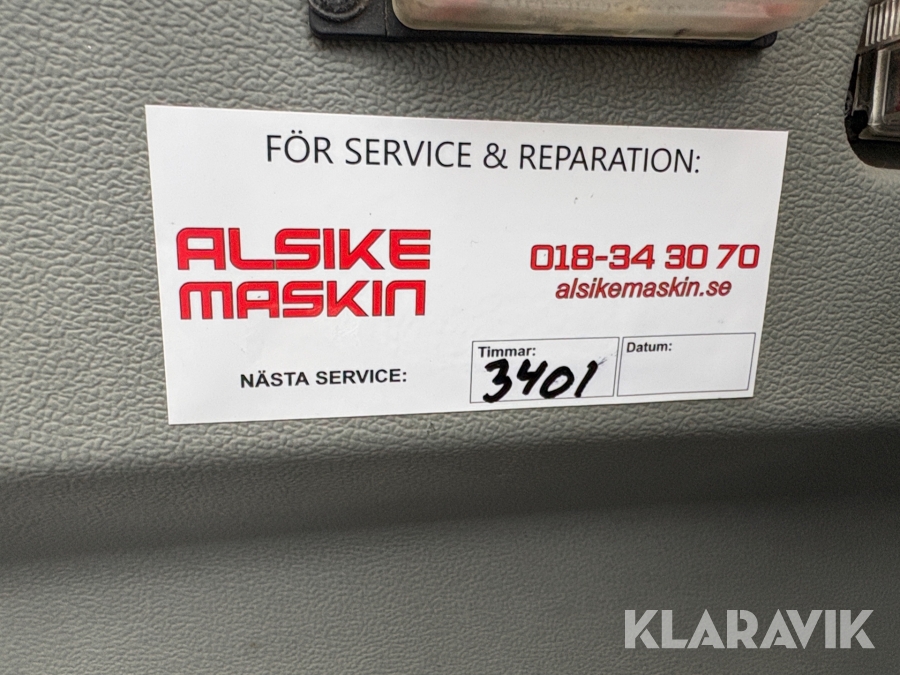 FÖR SERVICE & REPARATION:
ALSIKE
MASKIN
018-34 30 70
alsikemaskin.se
NÄSTA SERVICE:
Timmar:
3401
Datum:
KLARAVIK